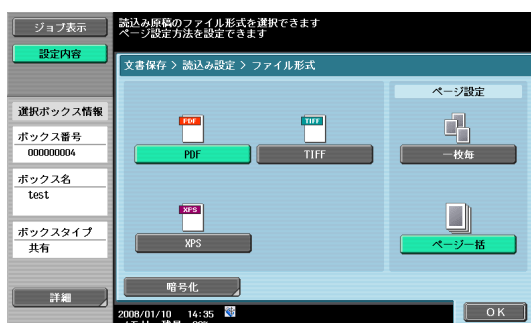 ジョブ表示
設定内容
読込み原稿のファイル形式を選択できます
ページ設定方法を設定できます
文書保存 > 読込み設定 > ファイル形式
選択ボックス情報
ボックス番号
000000004
ボックス名
test
ボックスタイプ
共有
詳細
PDF
PDF
TIFF
TIFF
XPS
XPS
暗号化
ページ設定
一枚毎
ページ一括
2008/01/10 14:35
OK